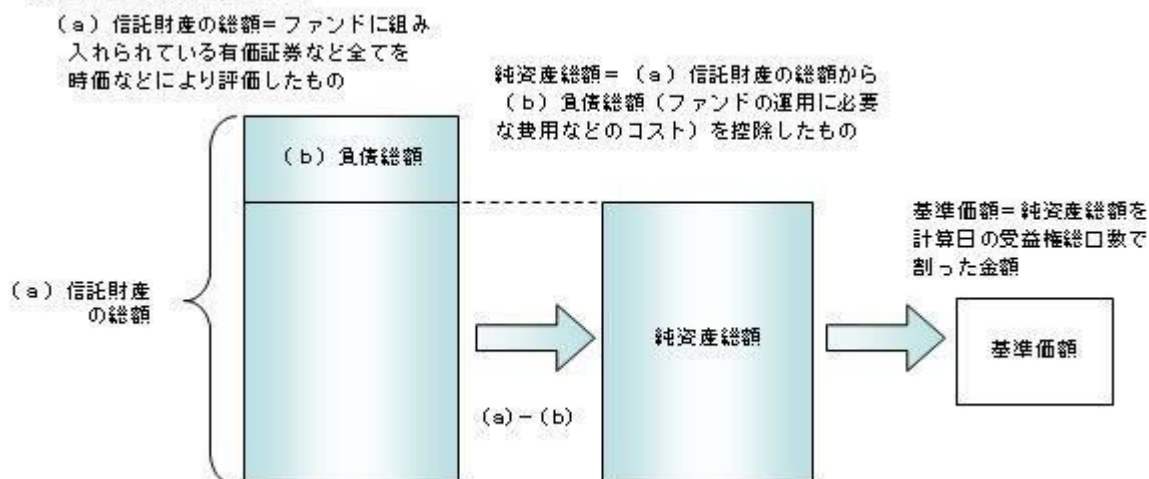 （a）信託財産の総額＝ファンドに組み
入れられている有価証券など全てを
時価などにより評価したもの
純資産総額＝（a）信託財産の総額から
（b）負債総額（ファンドの運用に必要
な費用などのコスト）を控除したもの
（b）負債総額
基準価額＝純資産総額を
計算日の受益権総口数で
割った金額
（a）信託財産
の総額
純資産総額
基準価額
(a)－(b)